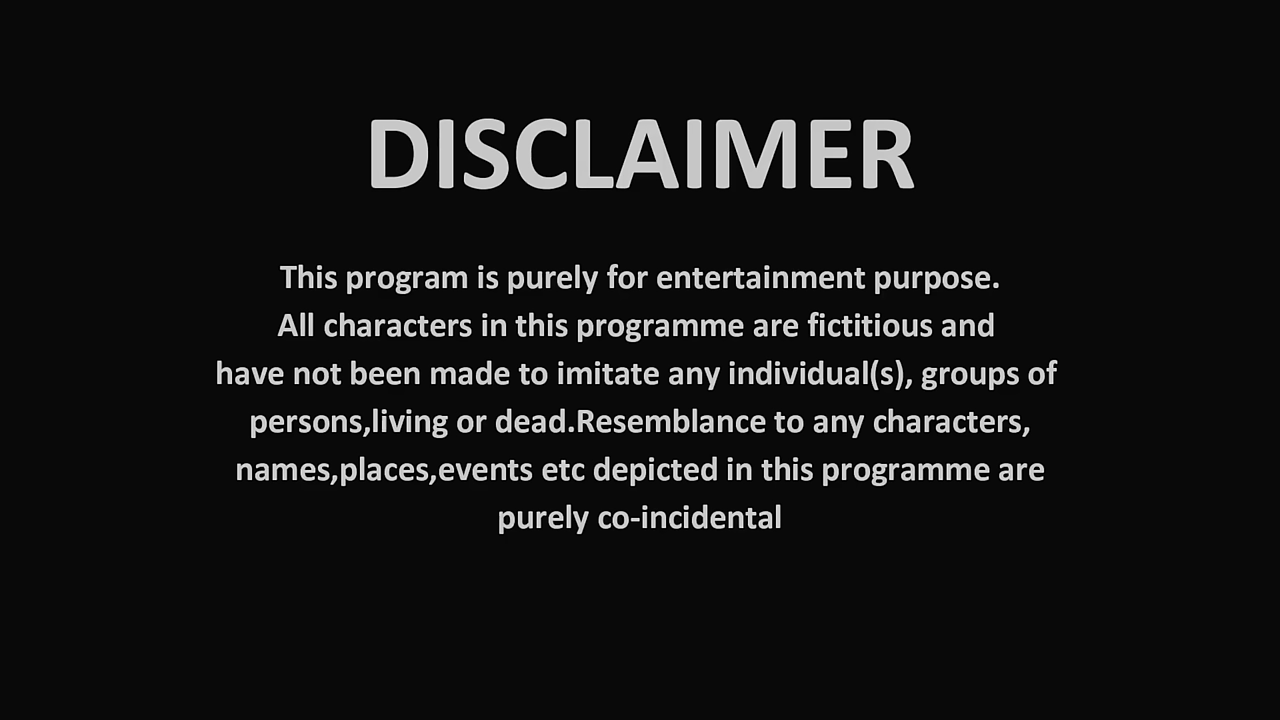 DISCLAIMER
This program is purely for entertainment purpose.
All characters in this programme are fictitious and
have not been made to imitate any individual(s), groups of
persons,living or dead.Resemblance to any characters,
names,places,events etc depicted in this programme are
purely co-incidental